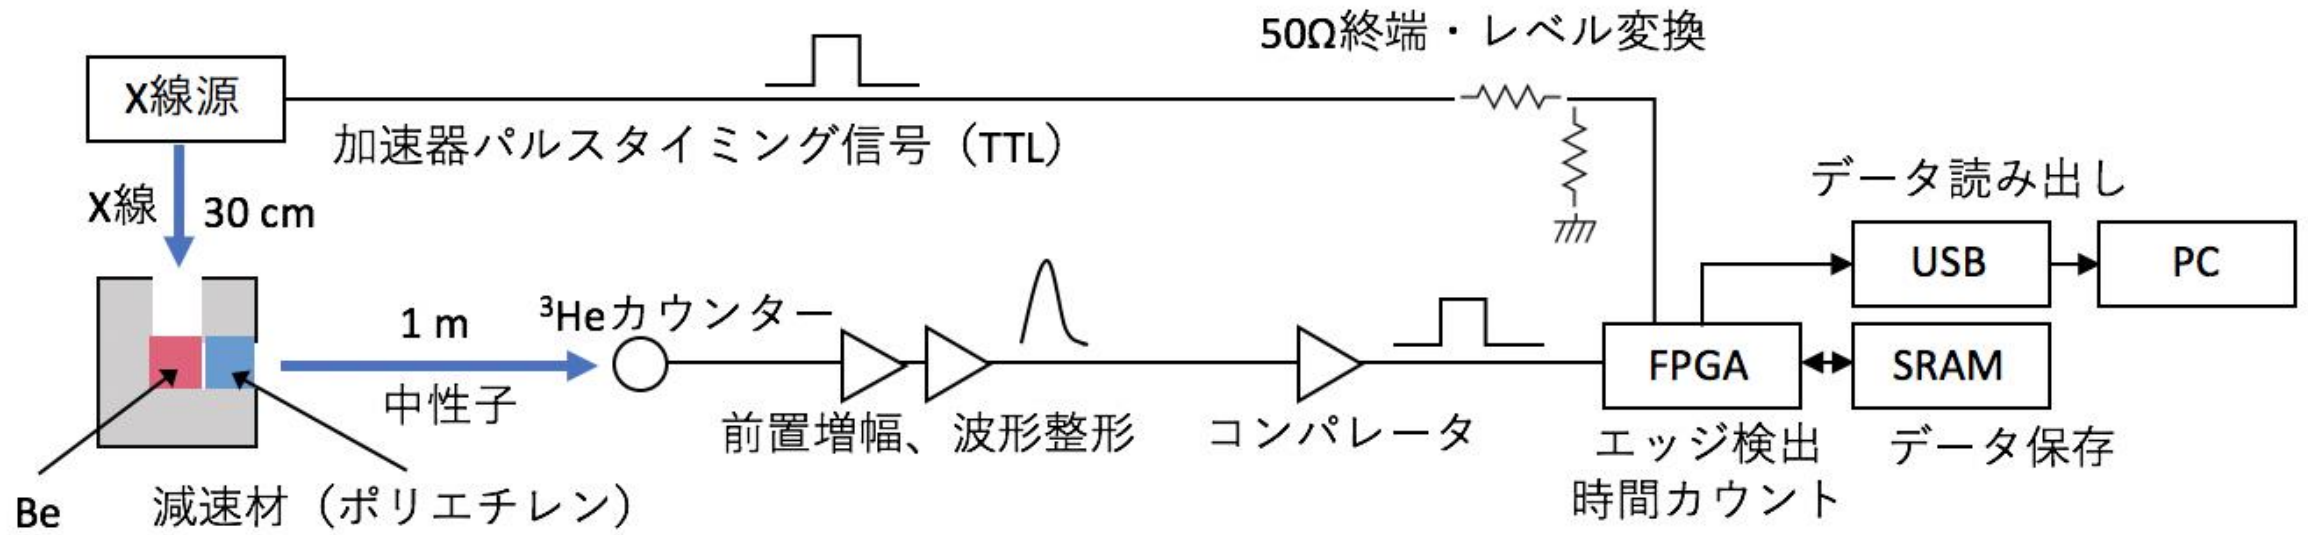 50Ω終端・レベル変換
X線源
加速器パルスタイミング信号（TTL）
X線
30 cm
データ読み出し
USB
PC
1 m
³Heカウンター
中性子
FPGA
SRAM
前置増幅、波形整形
コンパレータ
エッジ検出
データ保存
時間カウント
Be
減速材（ポリエチレン）